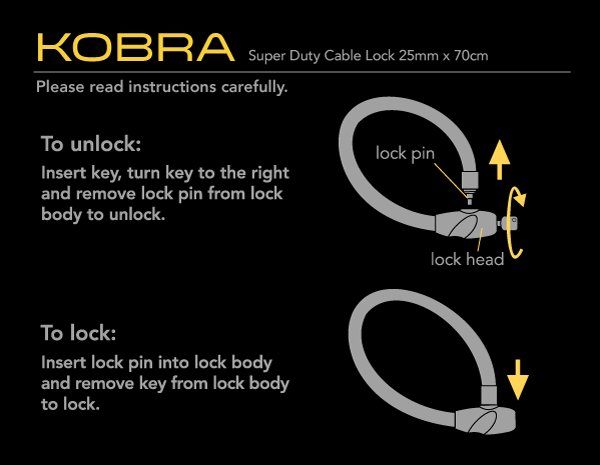 KOBRA Super Duty Cable Lock 25mm x 70cm
Please read instructions carefully.
To unlock:
Insert key, turn key to the right
and remove lock pin from lock
body to unlock.
lock pin
lock head
To lock:
Insert lock pin into lock body
and remove key from lock body
to lock.